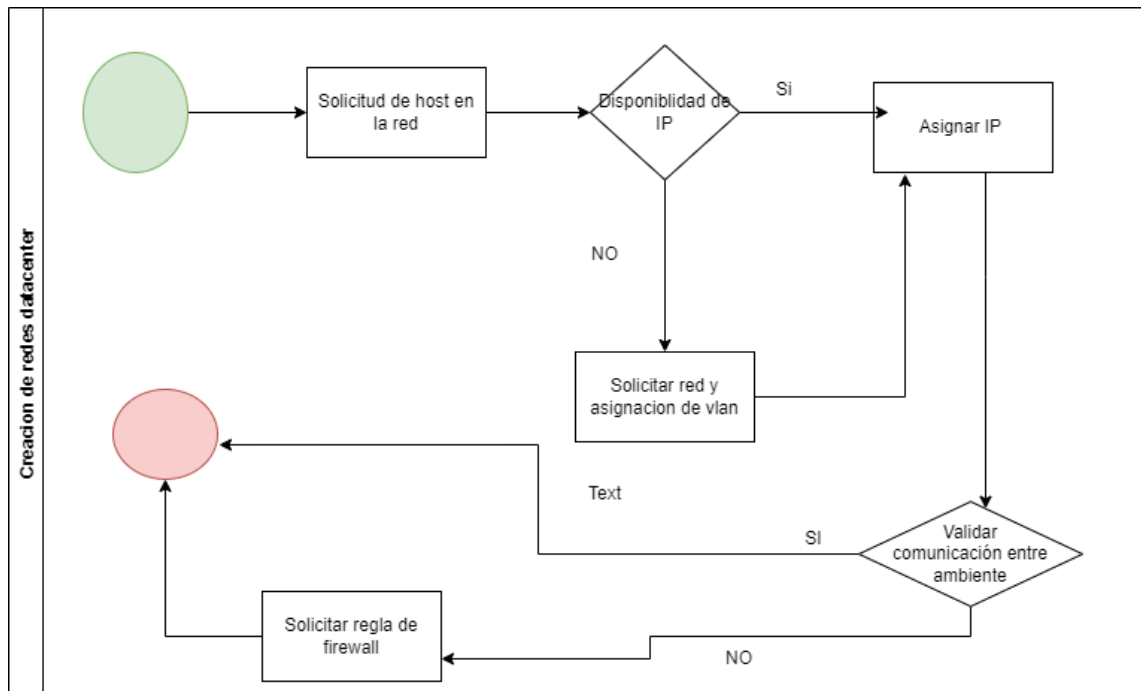 Creacion de redes datacenter
Solicitud de host en
la red
Disponiblidad de
IP
Si
Asignar IP
NO
Solicitar red y
asignacion de vlan
Text
SI
Validar
comunicación entre
ambiente
Solicitar regla de
firewall
NO